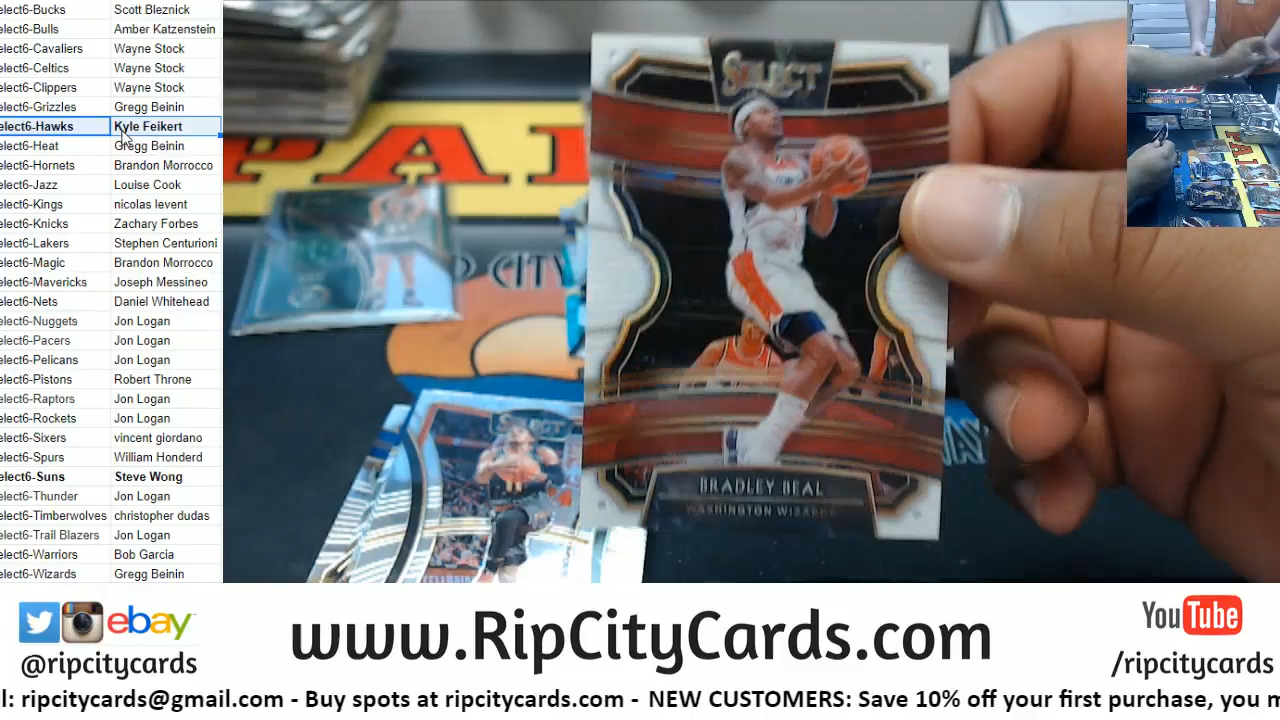 elect6-Bucks Scott Bleznick
elect6-Bulls Amber Katzenstein
elect6-Cavaliers Wayne Stock
elect6-Celtics Wayne Stock
elect6-Clippers Wayne Stock
elect6-Grizzles Gregg Beinin
elect6-Hawks Kyle Feikert
elect6-Heat Gregg Beinin
elect6-Hornets Brandon Morrocco
elect6-Jazz Louise Cook
elect6-Kings nicolas levent
elect6-Knicks Zachary Forbes
elect6-Lakers Stephen Centurioni
elect6-Magic Brandon Morrocco
elect6-Mavericks Joseph Messineo
elect6-Nets Daniel Whitehead
elect6-Nuggets Jon Logan
elect6-Pacers Jon Logan
elect6-Pelicans Jon Logan
elect6-Pistons Robert Throne
elect6-Raptors Jon Logan
elect6-Rockets Jon Logan
elect6-Sixers vincent giordano
elect6-Spurs William Honderd
elect6-Suns Steve Wong
elect6-Thunder Jon Logan
elect6-Timberwolves christopher dudas
elect6-Trail Blazers Jon Logan
elect6-Warriors Bob Garcia
elect6-Wizards Gregg Beinin
SELECT
BRADLEY BEAL
WASHINGTON WIZARDS
PA
P CITY
SELECT
ebay
@ripcitycards
www.RipCityCards.com
YouTube
/ripcitycards
l: ripcitycards@gmail.com - Buy spots at ripcitycards.com - NEW CUSTOMERS: Save 10% off your first purchase, you m